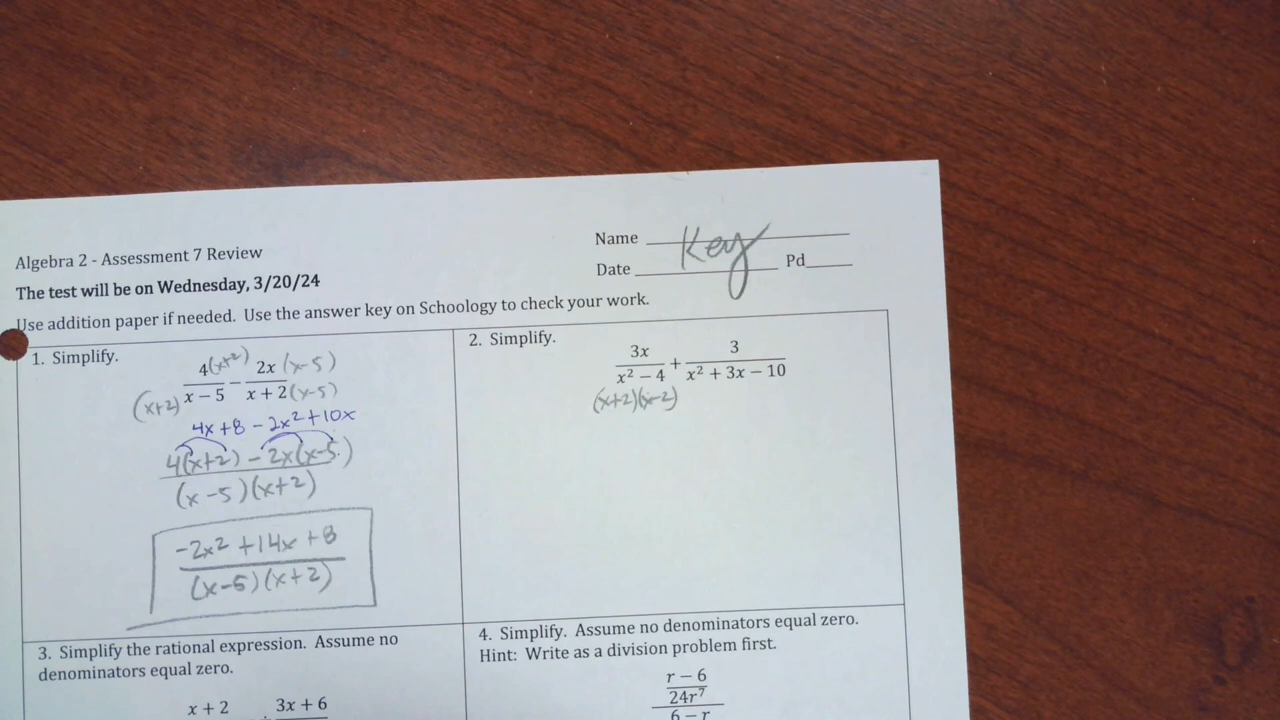 Algebra 2 - Assessment 7 Review
Name Key
The test will be on Wednesday, 3/20/24
Date Pd
Use addition paper if needed. Use the answer key on Schoology to check your work.
1. Simplify.
4(x+2) 2x(x-5)
(x+2) x − 5 − x + 2(x-5)
4x+8 -2x²+10x
4(x+2) - 2x(x-5)
(x-5)(x+2)
-2x² +14x +8
(x-5)(x+2)
2. Simplify.
3x 3
x² − 4 + x² + 3x − 10
(x+2)(x-2)
3. Simplify the rational expression. Assume no
denominators equal zero.
x + 2 3x + 6
4. Simplify. Assume no denominators equal zero.
Hint: Write as a division problem first.
r − 6
24r⁷
6 − r